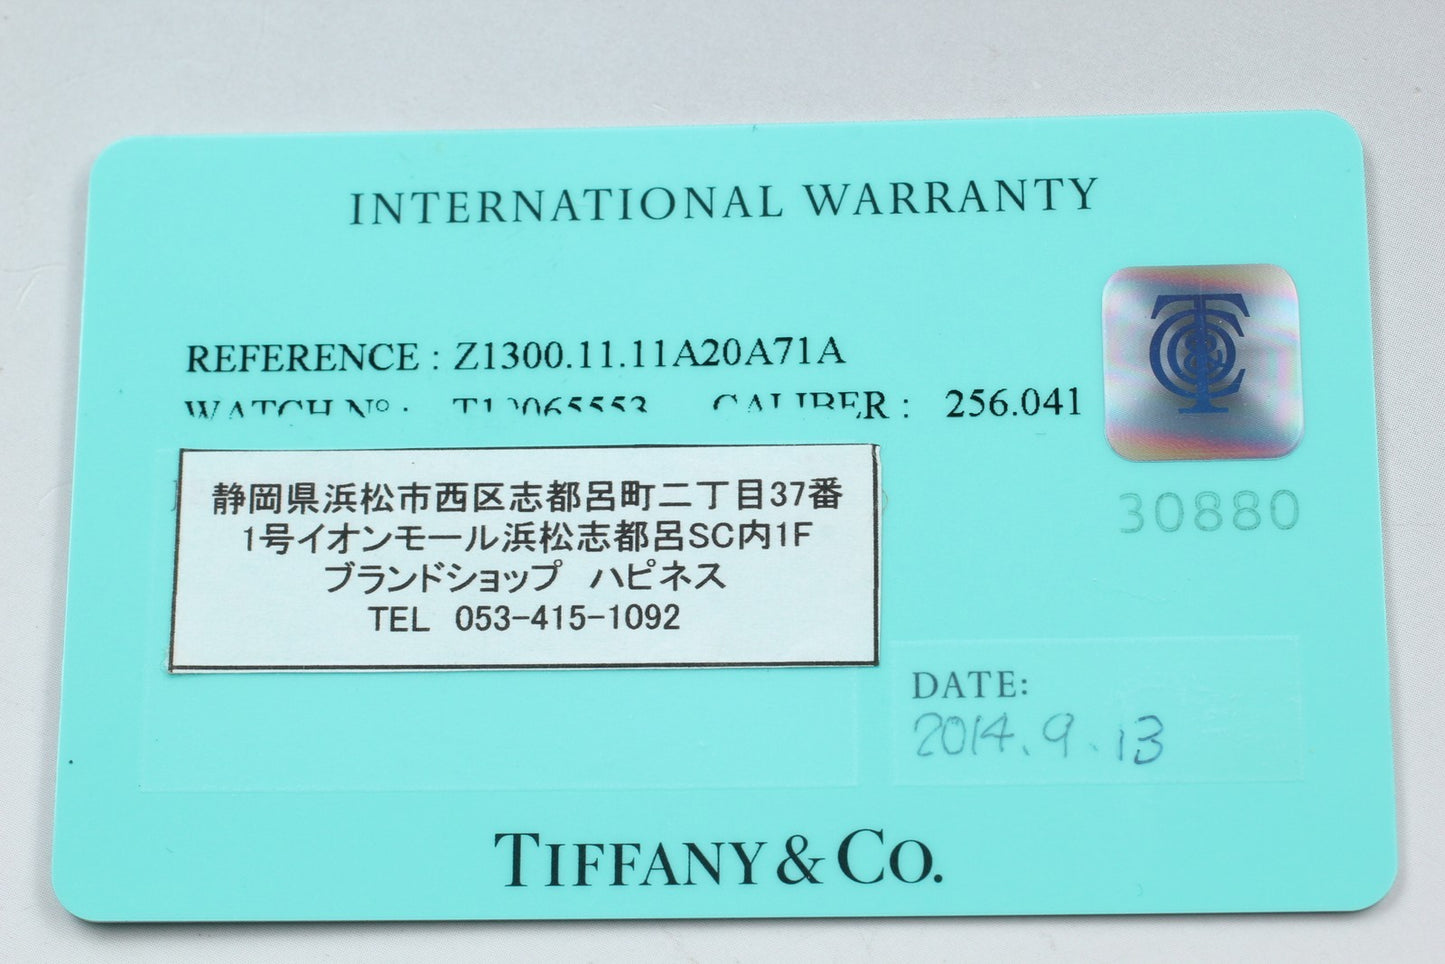 INTERNATIONAL WARRANTY
REFERENCE : Z1300.11.11A20A71A
WATCH Nº : CALIBER : 256.041
30880
静岡県浜松市西区志都呂町二丁目37番
1号イオンモール浜松志都呂SC内1F
ブランドショップ ハピネス
TEL 053-415-1092
DATE:
2014.9.13
TIFFANY & CO.